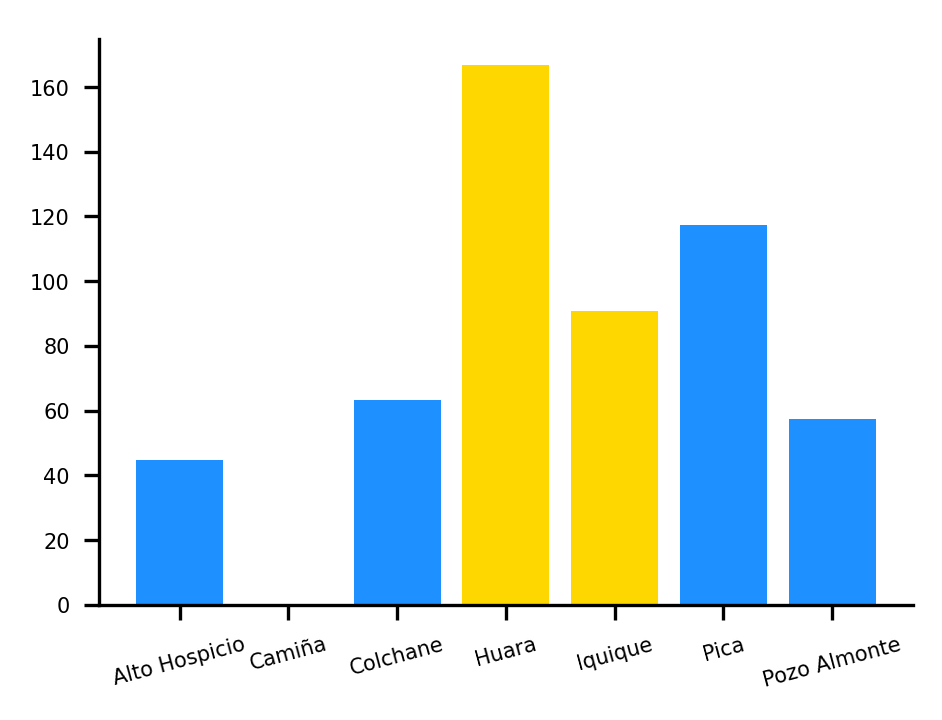 160
140
120
100
80
60
40
20
0
Alto Hospicio
Camiña
Colchane
Huara
Iquique
Pica
Pozo Almonte